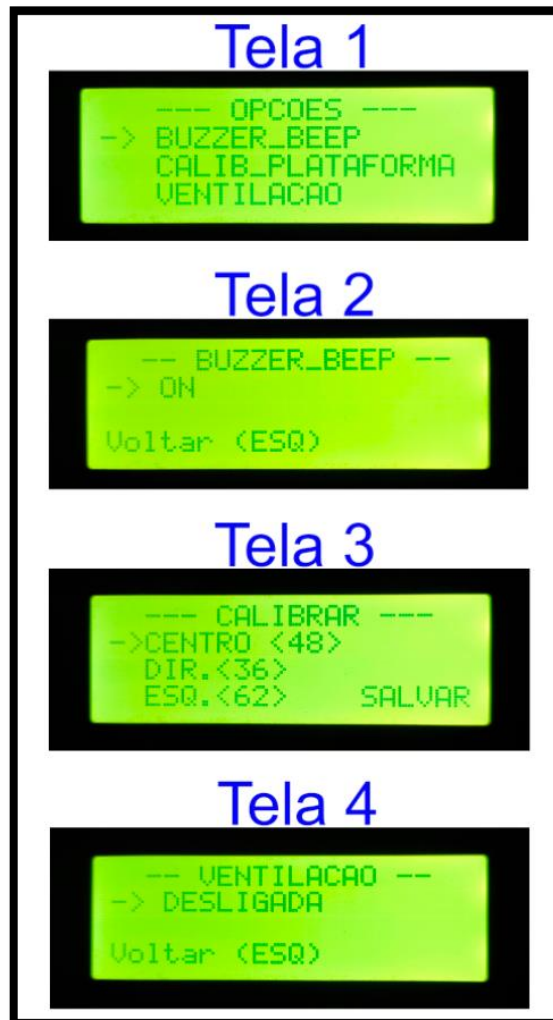 Tela 1
--- OPCOES ---
-> BUZZER_BEEP
CALIB_PLATAFORMA
VENTILACAO
Tela 2
-- BUZZER_BEEP --
-> ON
Voltar (ESQ)
Tela 3
--- CALIBRAR ---
->CENTRO <48>
DIR.<36>
ESQ.<62> SALVAR
Tela 4
-- VENTILACAO --
-> DESLIGADA
Voltar (ESQ)